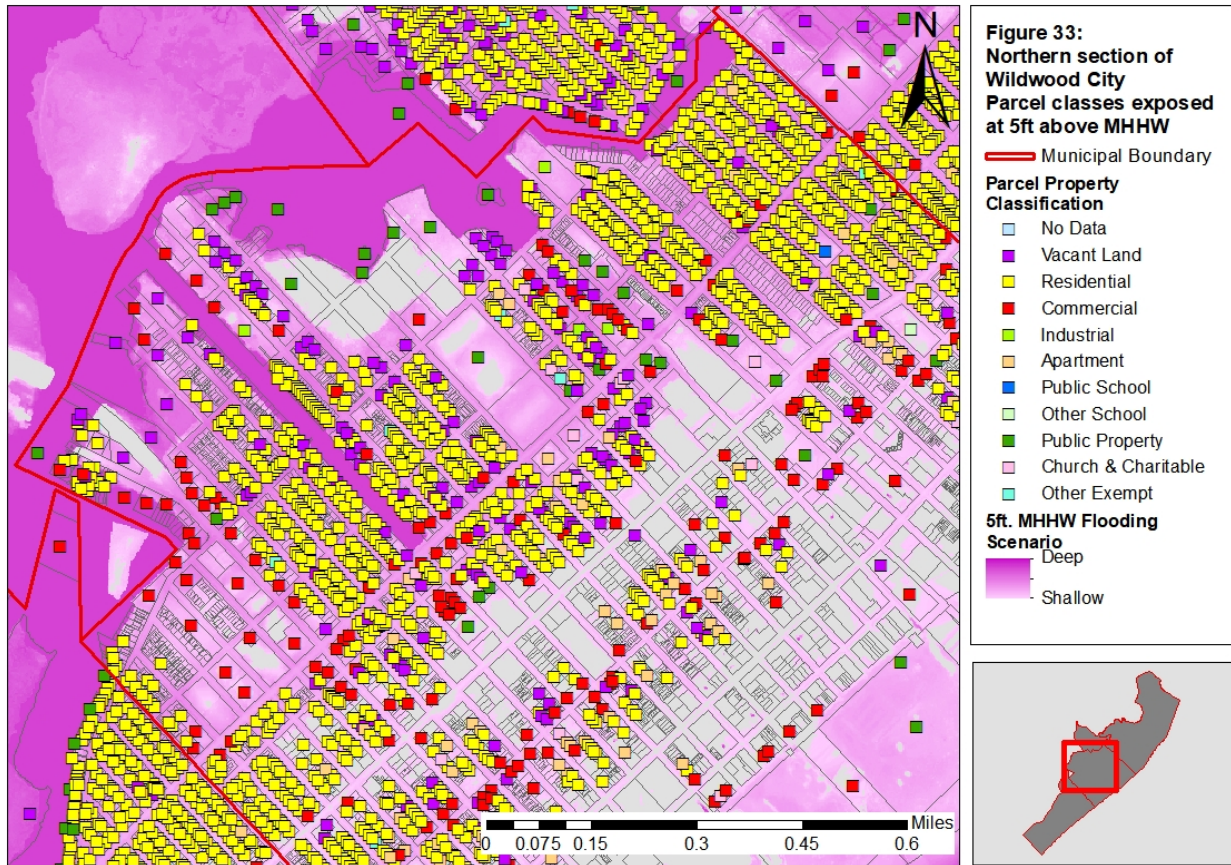 N
Figure 33:
Northern section of
Wildwood City
Parcel classes exposed
at 5ft above MHHW
Municipal Boundary
Parcel Property
Classification
No Data
Vacant Land
Residential
Commercial
Industrial
Apartment
Public School
Other School
Public Property
Church & Charitable
Other Exempt
5ft. MHHW Flooding
Scenario
Deep
Shallow
Miles
0 0.075 0.15 0.3 0.45 0.6